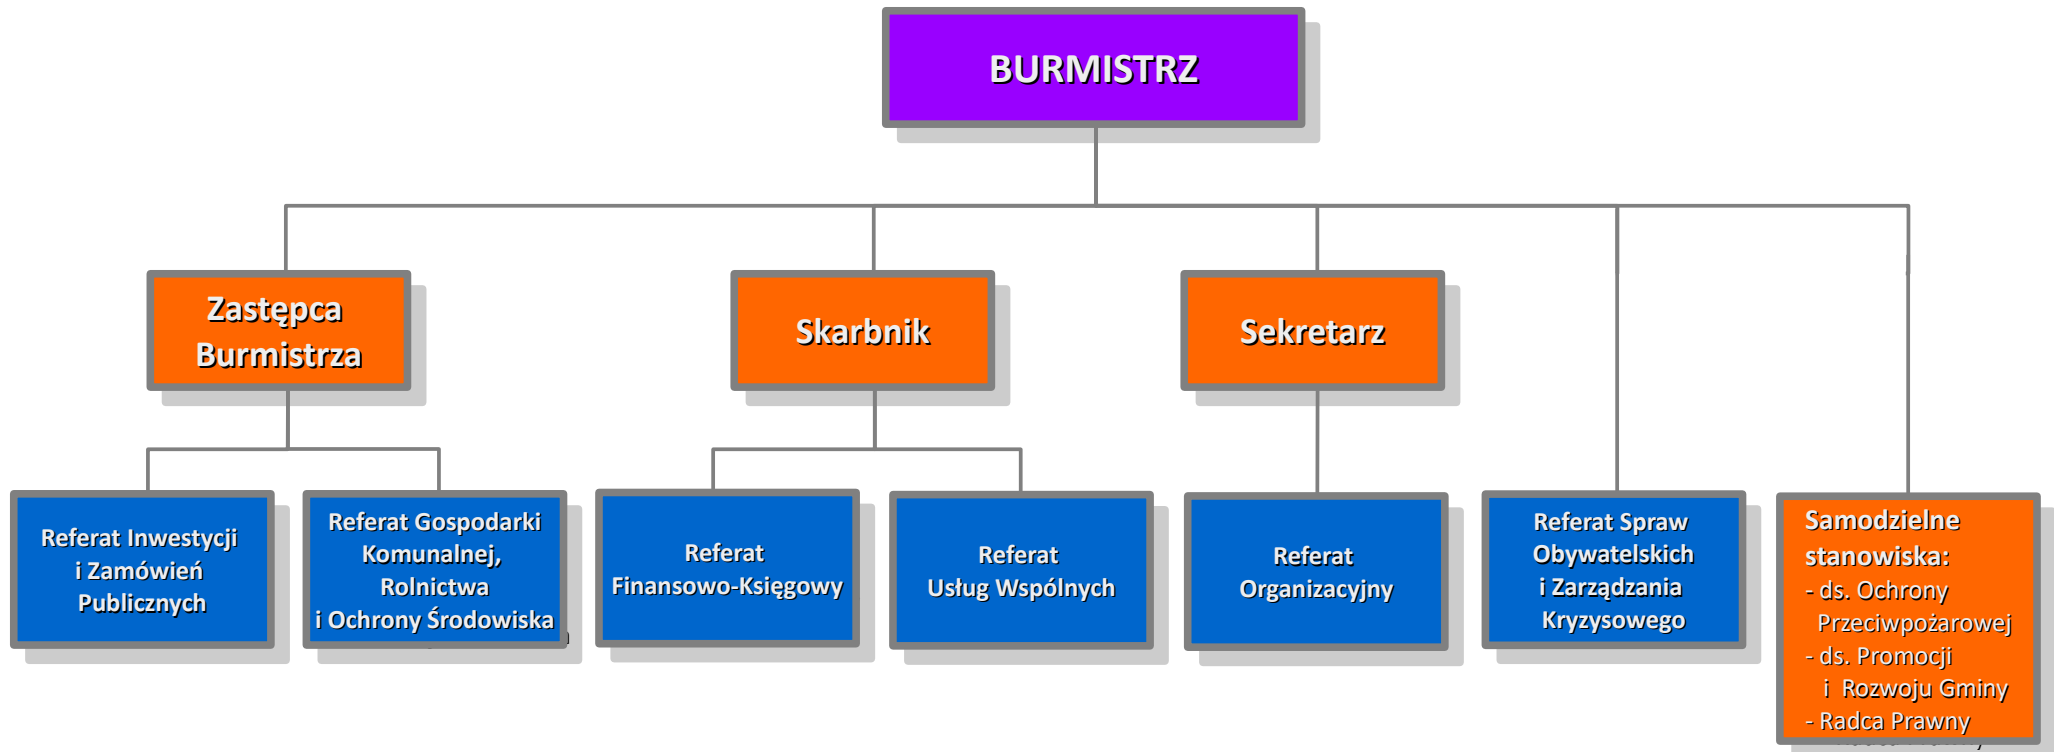 BURMISTRZ
Zastępca
Burmistrza
Skarbnik
Sekretarz
Referat Inwestycji
i Zamówień
Publicznych
Referat Gospodarki
Komunalnej,
Rolnictwa
i Ochrony Środowiska
Referat
Finansowo-Księgowy
Referat
Usług Wspólnych
Referat
Organizacyjny
Referat Spraw
Obywatelskich
i Zarządzania
Kryzysowego
Samodzielne
stanowiska:
- ds. Ochrony
Przeciwpożarowej
- ds. Promocji
i Rozwoju Gminy
- Radca Prawny